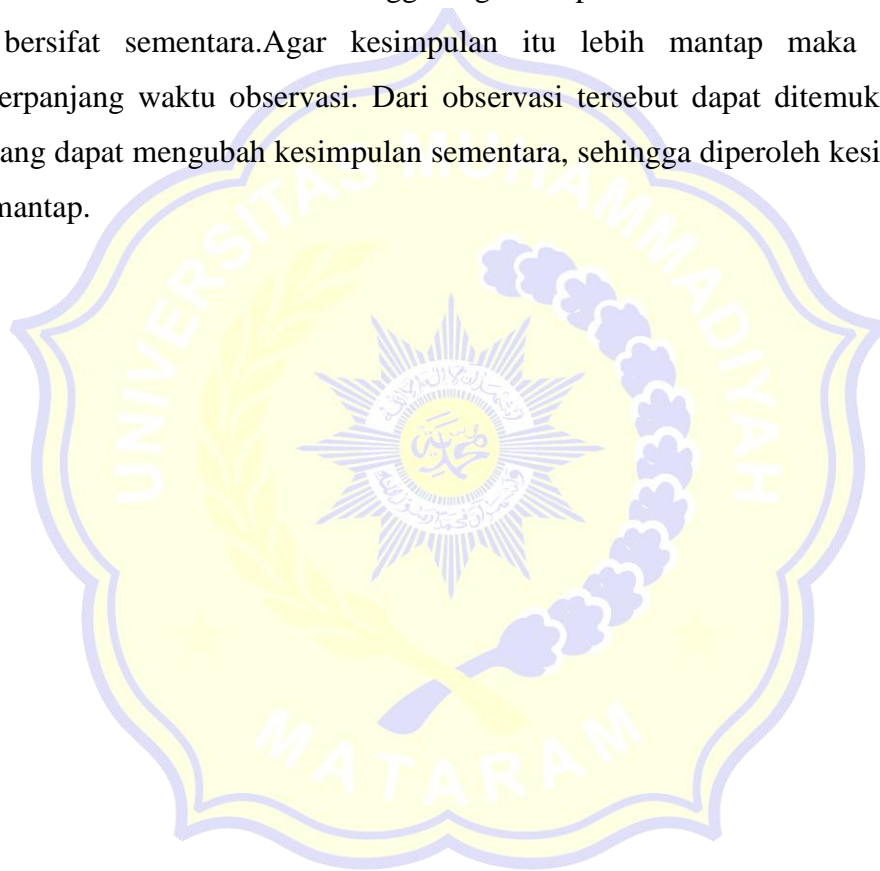 bersifat sementara.Agar kesimpulan itu lebih mantap maka
erpanjang waktu observasi. Dari observasi tersebut dapat ditemuk
ang dapat mengubah kesimpulan sementara, sehingga diperoleh kesi
mantap.
UNIVERSITAS MUHAMMADIYAH
MATARAM